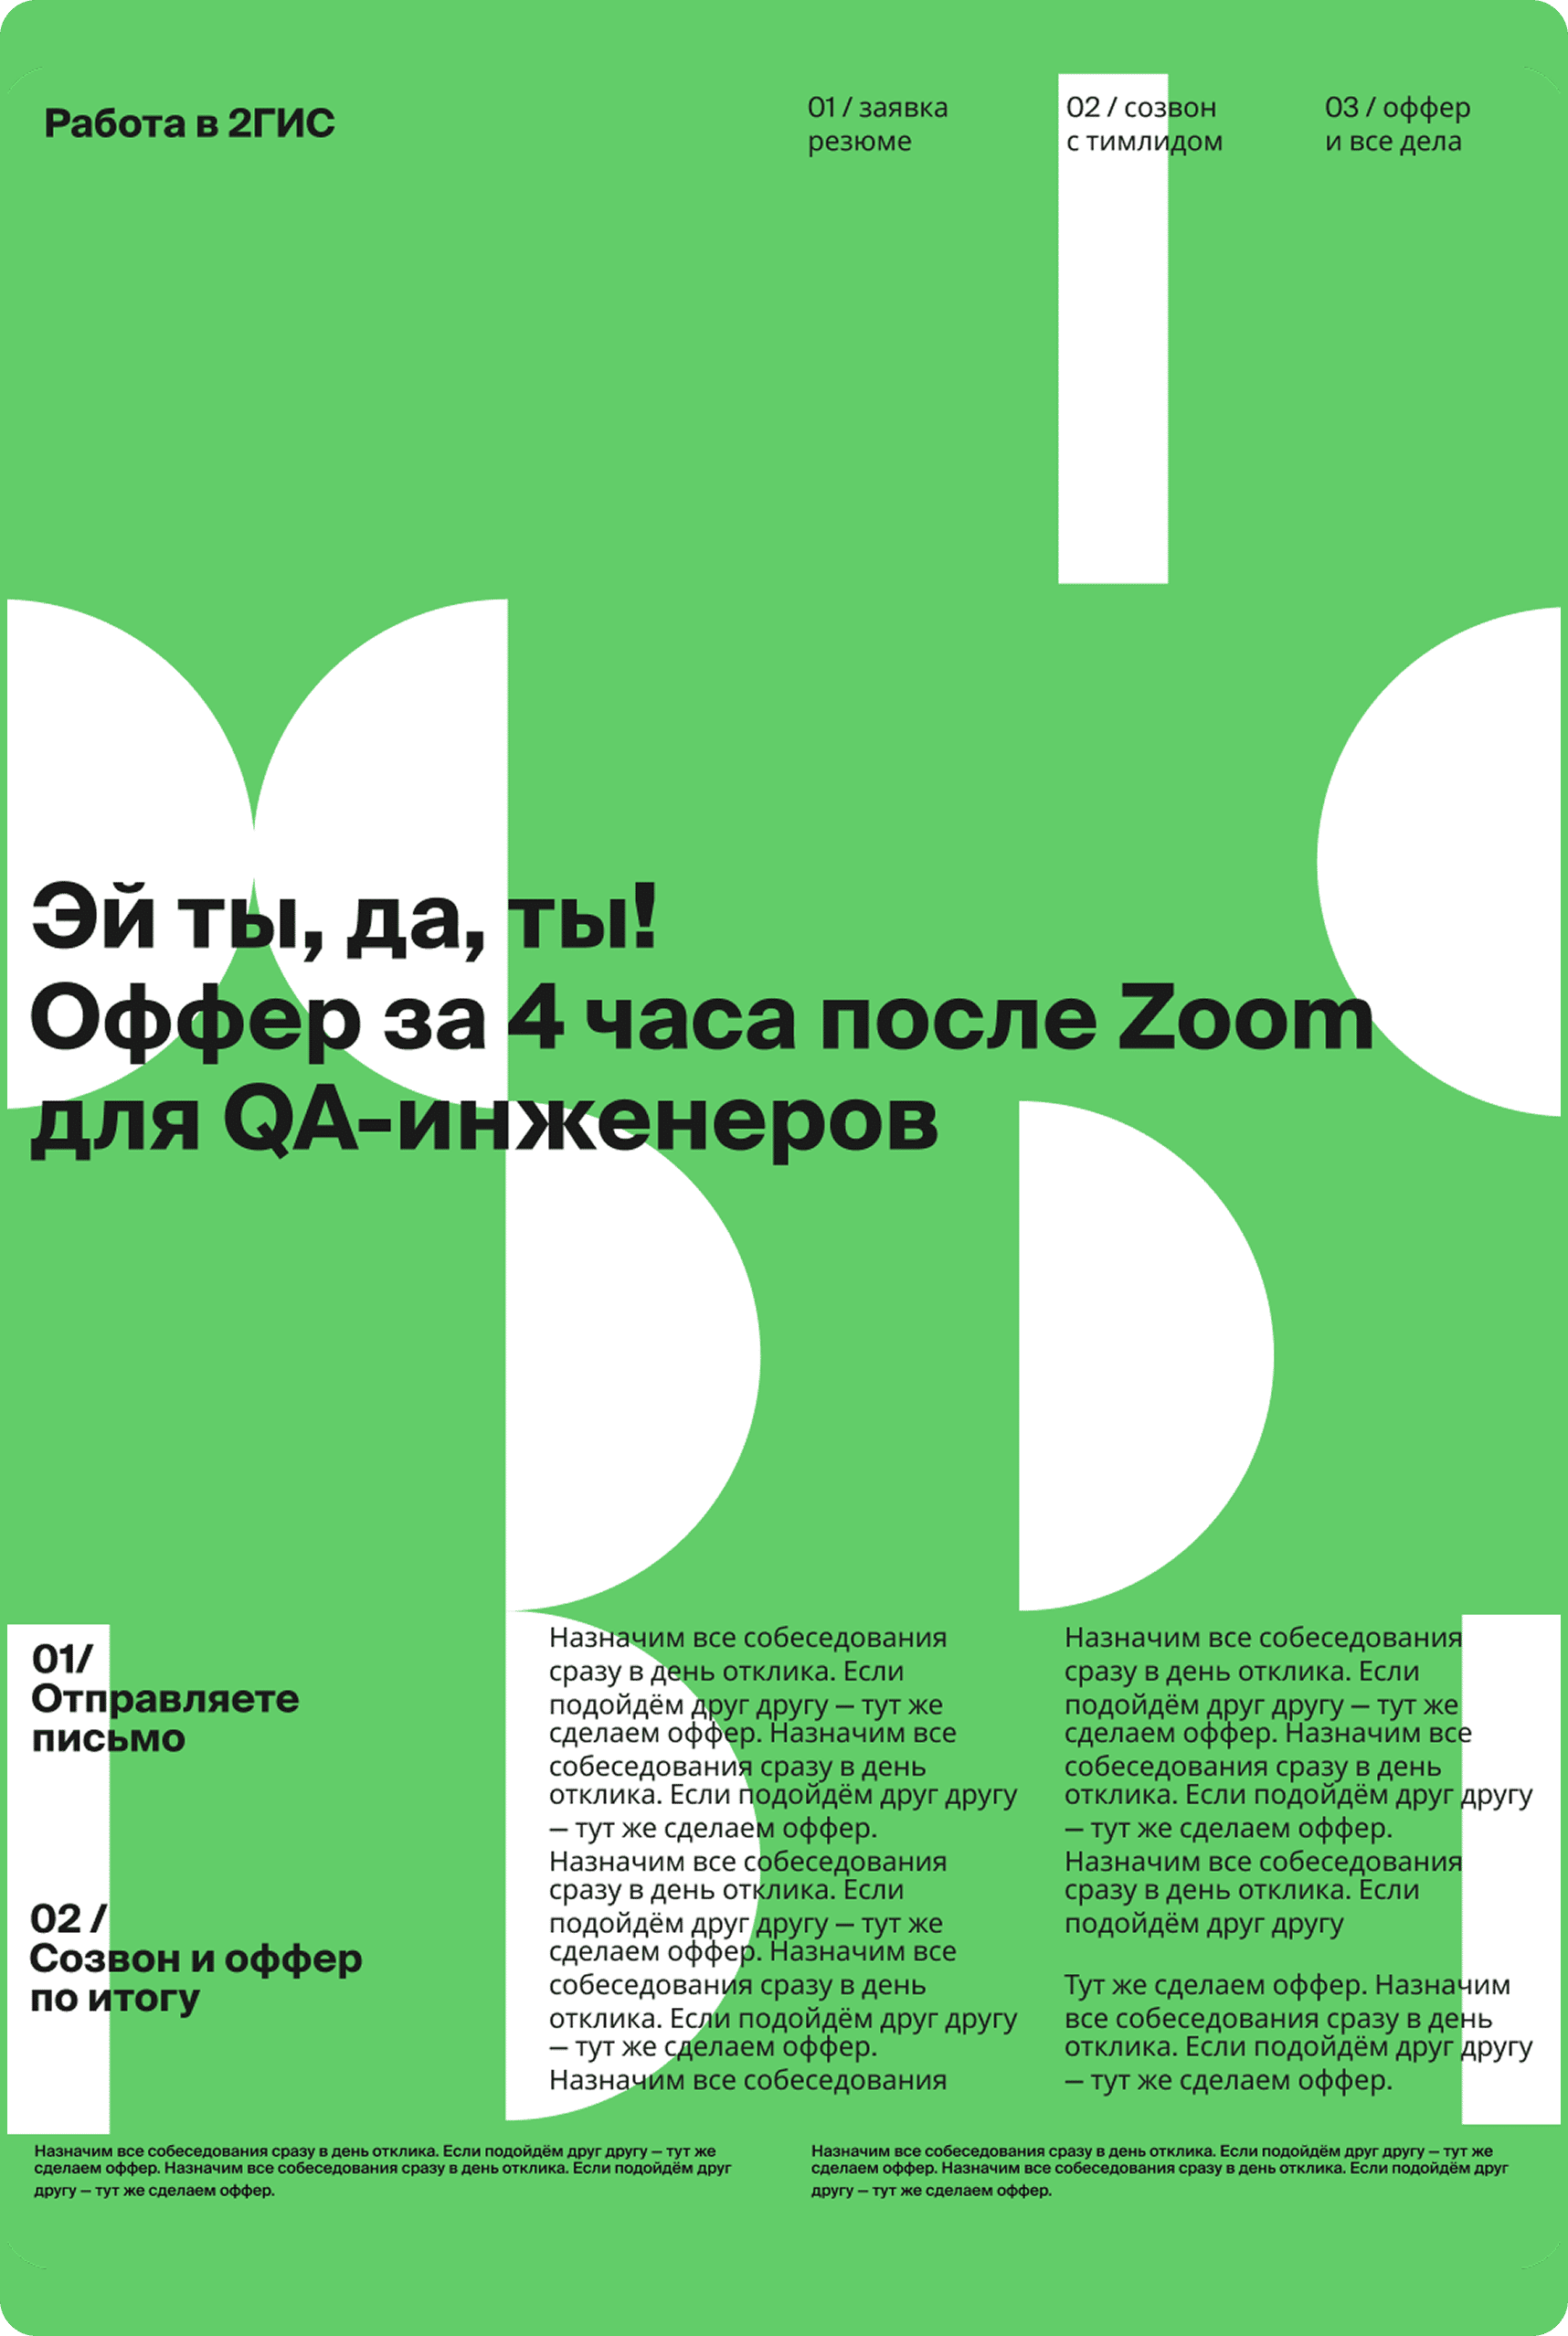 Работа в 2ГИС
01 / заявка
резюме
02 / созвон
с тимлидом
03 / оффер
и все дела
Эй ты, да, ты!
Оффер за 4 часа после Zoom
для QA-инженеров
01/
Отправляете
письмо
02 /
Созвон и оффер
по итогу
Назначим все собеседования
сразу в день отклика. Если
подойдём друг другу — тут же
сделаем оффер. Назначим все
собеседования сразу в день
отклика. Если подойдём друг другу
— тут же сделаем оффер.
Назначим все собеседования
сразу в день отклика. Если
подойдём друг другу — тут же
сделаем оффер. Назначим все
собеседования сразу в день
отклика. Если подойдём друг другу
— тут же сделаем оффер.
Назначим все собеседования
Назначим все собеседования
сразу в день отклика. Если
подойдём друг другу — тут же
сделаем оффер. Назначим все
собеседования сразу в день
отклика. Если подойдём друг другу
— тут же сделаем оффер.
Назначим все собеседования
сразу в день отклика. Если
подойдём друг другу
Тут же сделаем оффер. Назначим
все собеседования сразу в день
отклика. Если подойдём друг другу
— тут же сделаем оффер.
Назначим все собеседования сразу в день отклика. Если подойдём друг другу — тут же
сделаем оффер. Назначим все собеседования сразу в день отклика. Если подойдём друг
другу — тут же сделаем оффер.
Назначим все собеседования сразу в день отклика. Если подойдём друг другу — тут же
сделаем оффер. Назначим все собеседования сразу в день отклика. Если подойдём друг
другу — тут же сделаем оффер.